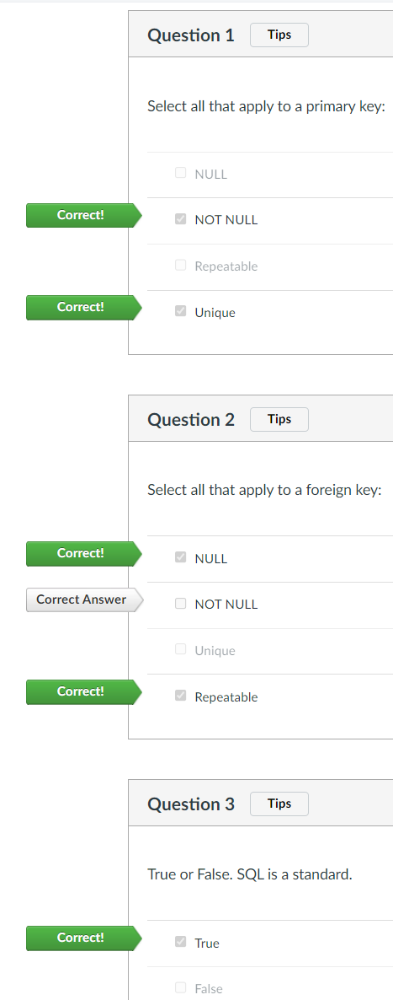 Question 1 Tips
Select all that apply to a primary key:
NULL
Correct! NOT NULL
Repeatable
Correct! Unique
Question 2 Tips
Select all that apply to a foreign key:
Correct! NULL
Correct Answer NOT NULL
Unique
Correct! Repeatable
Question 3 Tips
True or False. SQL is a standard.
Correct! True
False